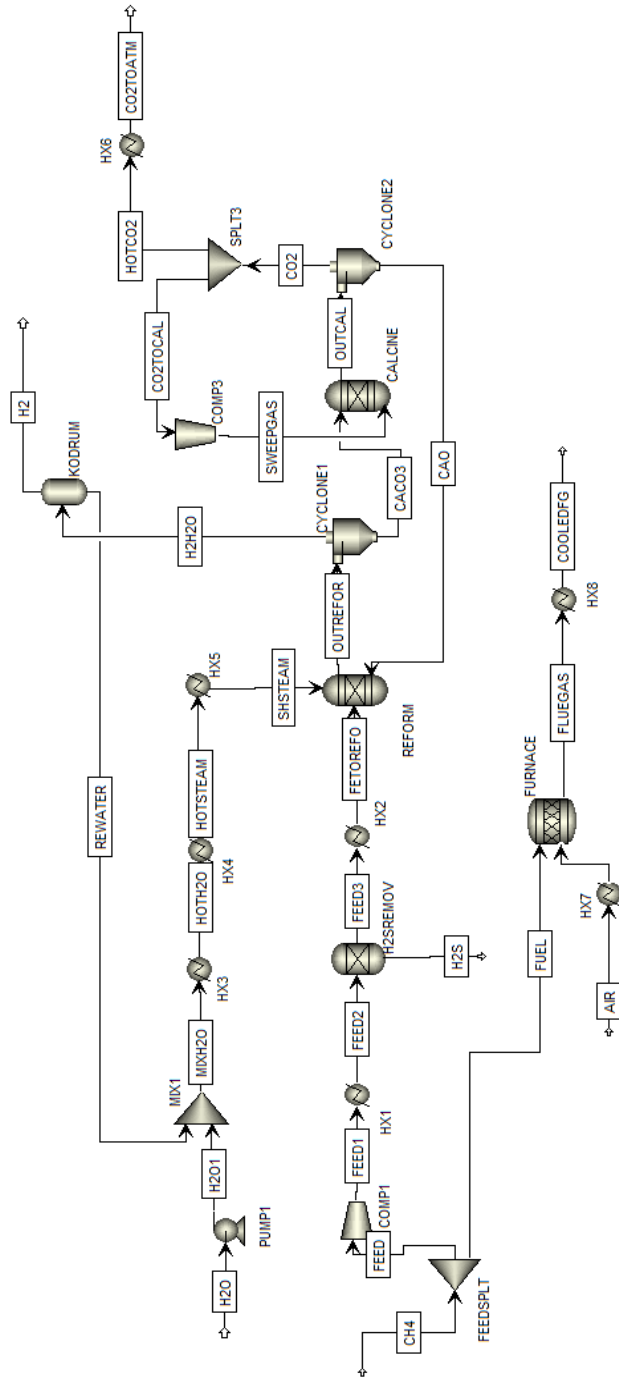 H2O
PUMP1
H2O1
MIX1
MIXH2O
HX3
HOTH2O
HX4
HOTSTEAM
HX5
SHSTEAM
REWATER
KODRUM
H2
H2H2O
CH4
FEEDSPLT
FEED
COMP1
FEED1
HX1
FEED2
H2SREMOV
H2S
FEED3
HX2
FETOREFO
REFORM
OUTREFOR
CYCLONE1
CACO3
CALCINE
OUTCAL
CYCLONE2
CAO
CO2
SPLT3
CO2TOCAL
COMP3
SWEEPGAS
HOTCO2
HX6
CO2TOATM
FUEL
AIR
HX7
FURNACE
FLUEGAS
HX8
COOLEDFG